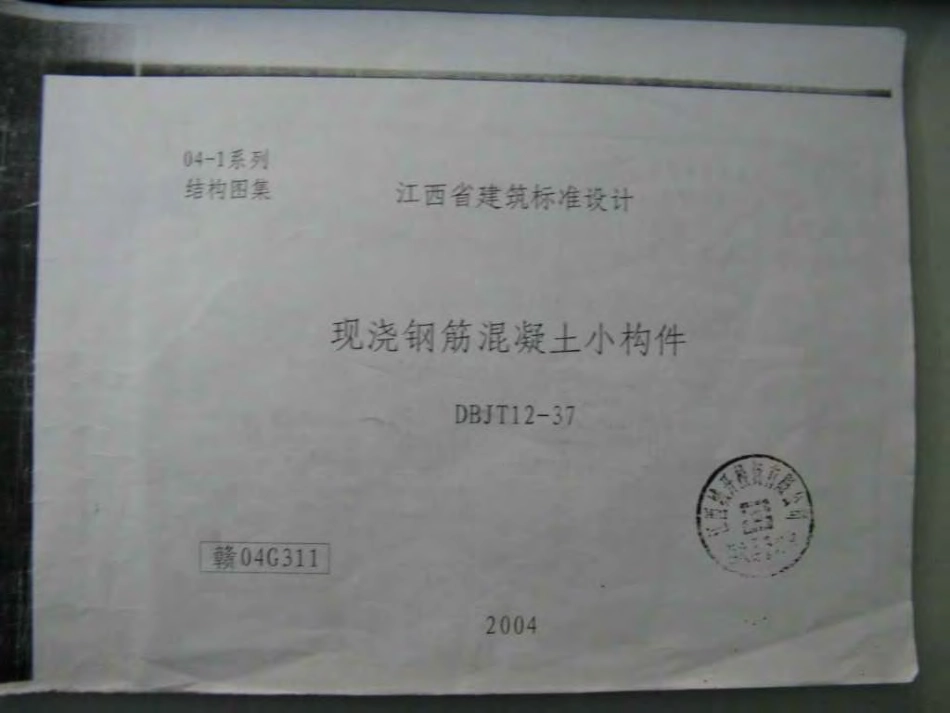 04-1系列
结构图集
江西省建筑标准设计
现浇钢筋混凝土小构件
DBJT12-37
赣04G311
2004